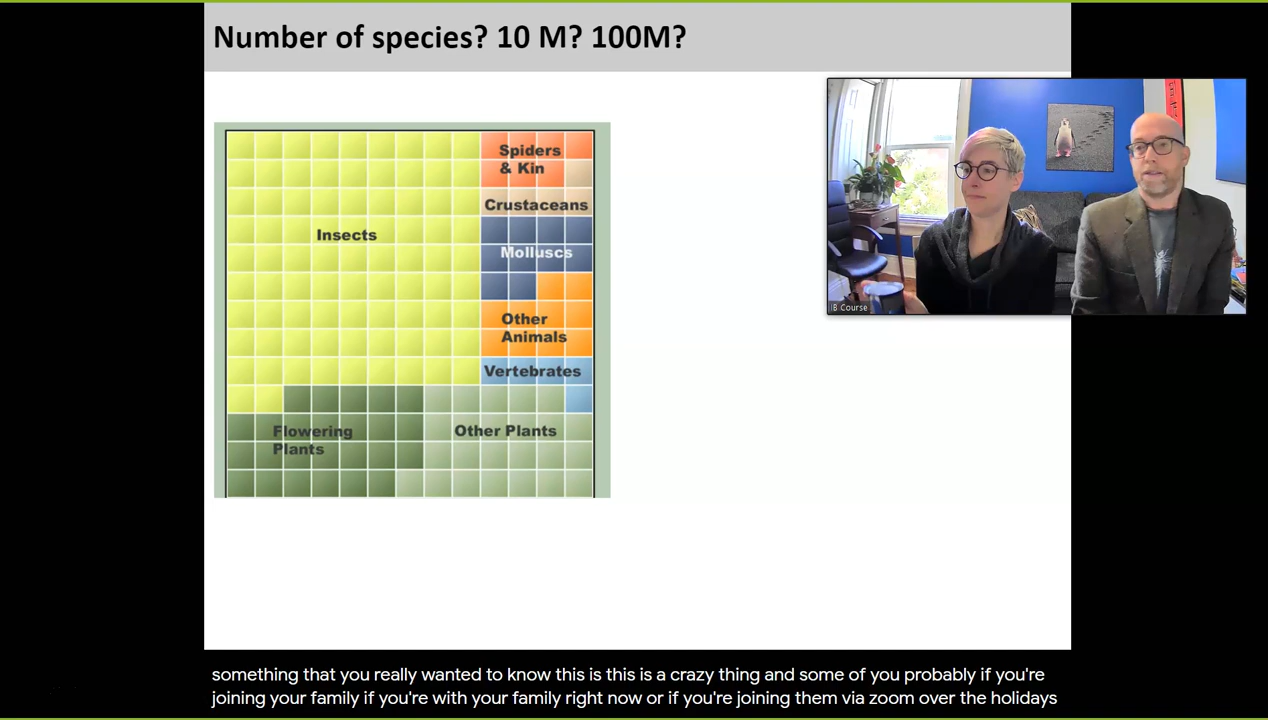 Number of species? 10 M? 100M?
Spiders
& Kin
Crustaceans
Insects
Molluscs
Other
Animals
Vertebrates
Flowering
Plants
Other Plants
IB Course
something that you really wanted to know this is this is a crazy thing and some of you probably if you're
joining your family if you're with your family right now or if you're joining them via zoom over the holidays